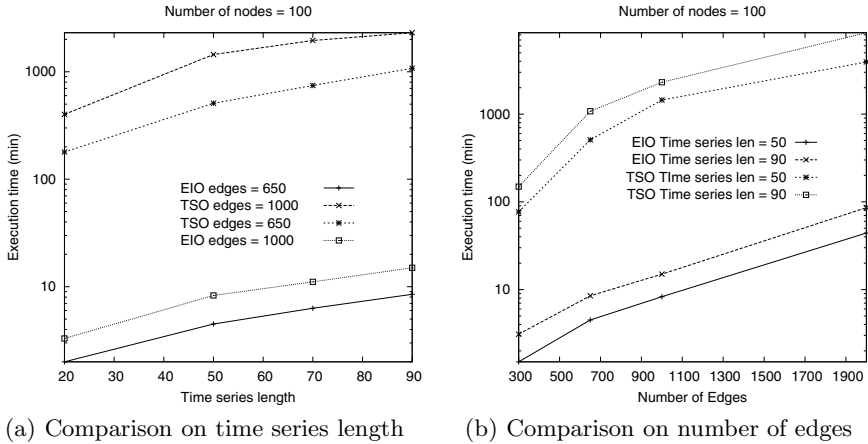 Number of nodes = 100
1000
100
10
Execution time (min)
EIO edges = 650
TSO edges = 1000
TSO edges = 650
EIO edges = 1000
20 30 40 50 60 70 80 90
Time series length
(a) Comparison on time series length
Number of nodes = 100
1000
100
10
Execution time (min)
EIO Time series len = 50
EIO Time series len = 90
TSO TIme series len = 50
TSO Time series len = 90
300 500 700 900 1100 1300 1500 1700 1900
Number of Edges
(b) Comparison on number of edges